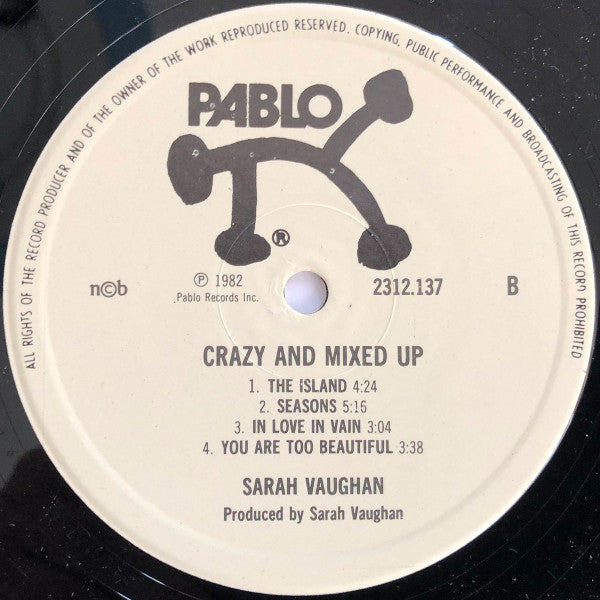 ALL RIGHTS OF THE RECORD PRODUCER AND OF THE OWNER OF THE WORK REPRODUCED RESERVED. COPYING, PUBLIC PERFORMANCE AND BROADCASTING OF THIS RECORD PROHIBITED
PABLO
®
n©b
℗ 1982
Pablo Records Inc.
2312.137
B
CRAZY AND MIXED UP
1. THE ISLAND 4:24
2. SEASONS 5:16
3. IN LOVE IN VAIN 3:04
4. YOU ARE TOO BEAUTIFUL 3:38
SARAH VAUGHAN
Produced by Sarah Vaughan